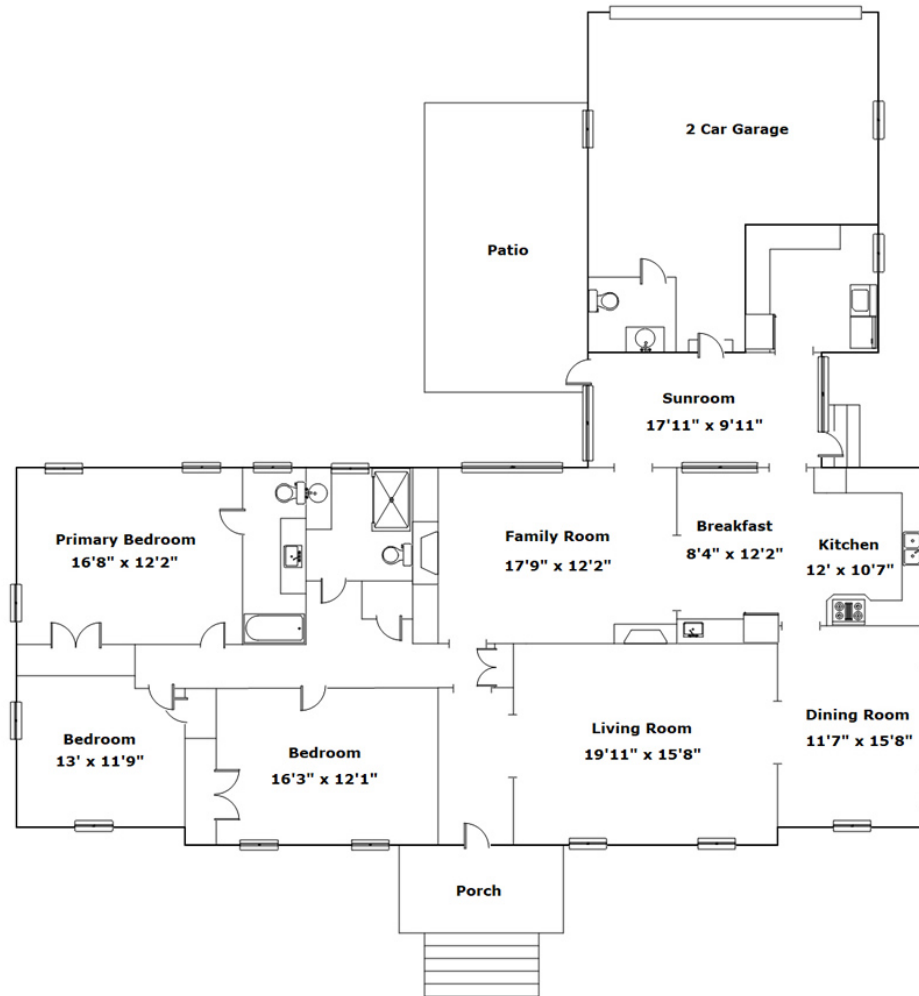 2 Car Garage
Patio
Sunroom
17'11" x 9'11"
Primary Bedroom
16'8" x 12'2"
Family Room
17'9" x 12'2"
Breakfast
8'4" x 12'2"
Kitchen
12' x 10'7"
Bedroom
13' x 11'9"
Bedroom
16'3" x 12'1"
Living Room
19'11" x 15'8"
Dining Room
11'7" x 15'8"
Porch